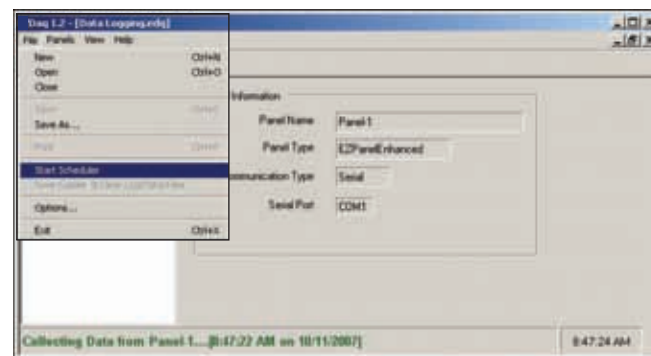 Daq 1.2 - [Data Logging.edq]
File Panels View Help
New Ctrl+N
Open Ctrl+O
Close
Save As...
Start Scheduler
Options...
Exit Ctrl+X
Information
Panel Name Panel-1
Panel Type EZPanelEnhanced
Communication Type Serial
Serial Port COM1
Collecting Data from Panel 1....[8:47:22 AM on 10/11/2007]
8:47:24 AM